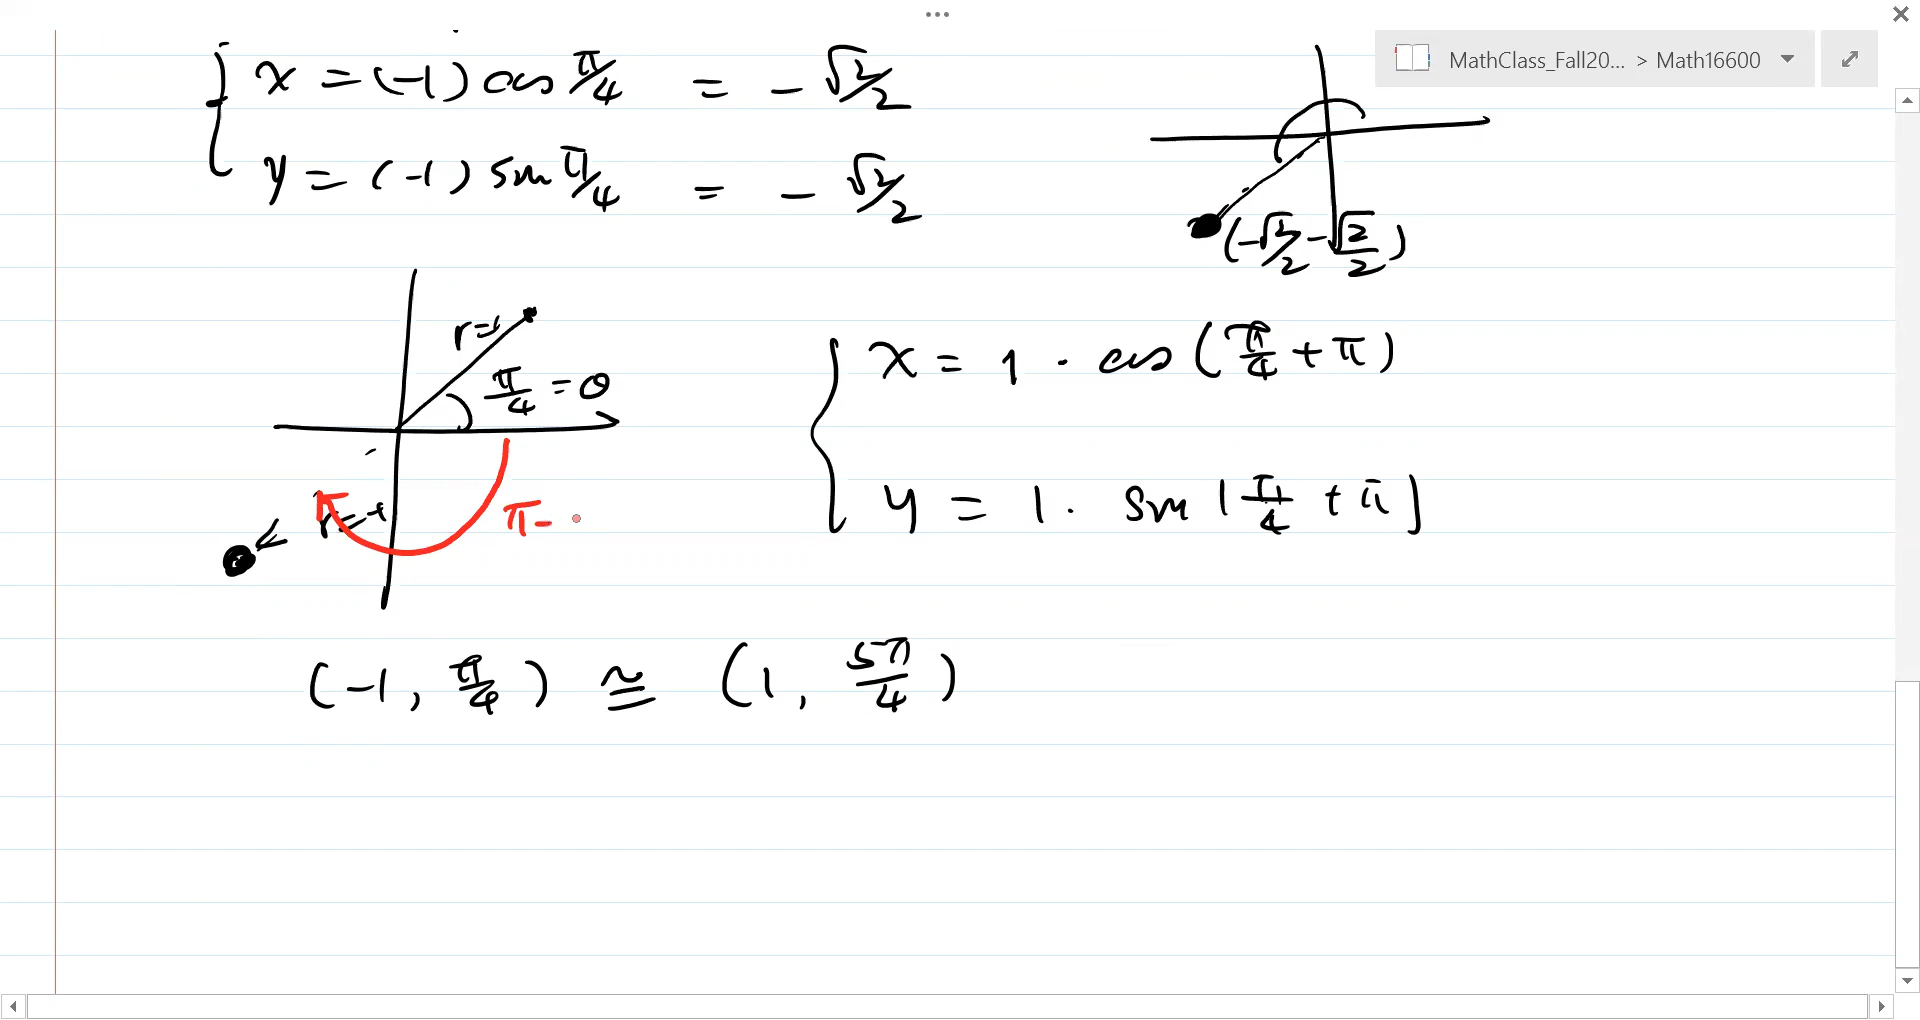 MathClass_Fall20... > Math16600
x = (-1) cos π/4 = - √2/2
y = (-1) sin π/4 = - √2/2
(-√2/2 -√2/2)
r=1
π/4 = θ
r=-1
π-
x = 1 · cos (π/4 + π)
y = 1 · sin [π/4 + π]
(-1, π/4) ≅ (1, 5π/4)